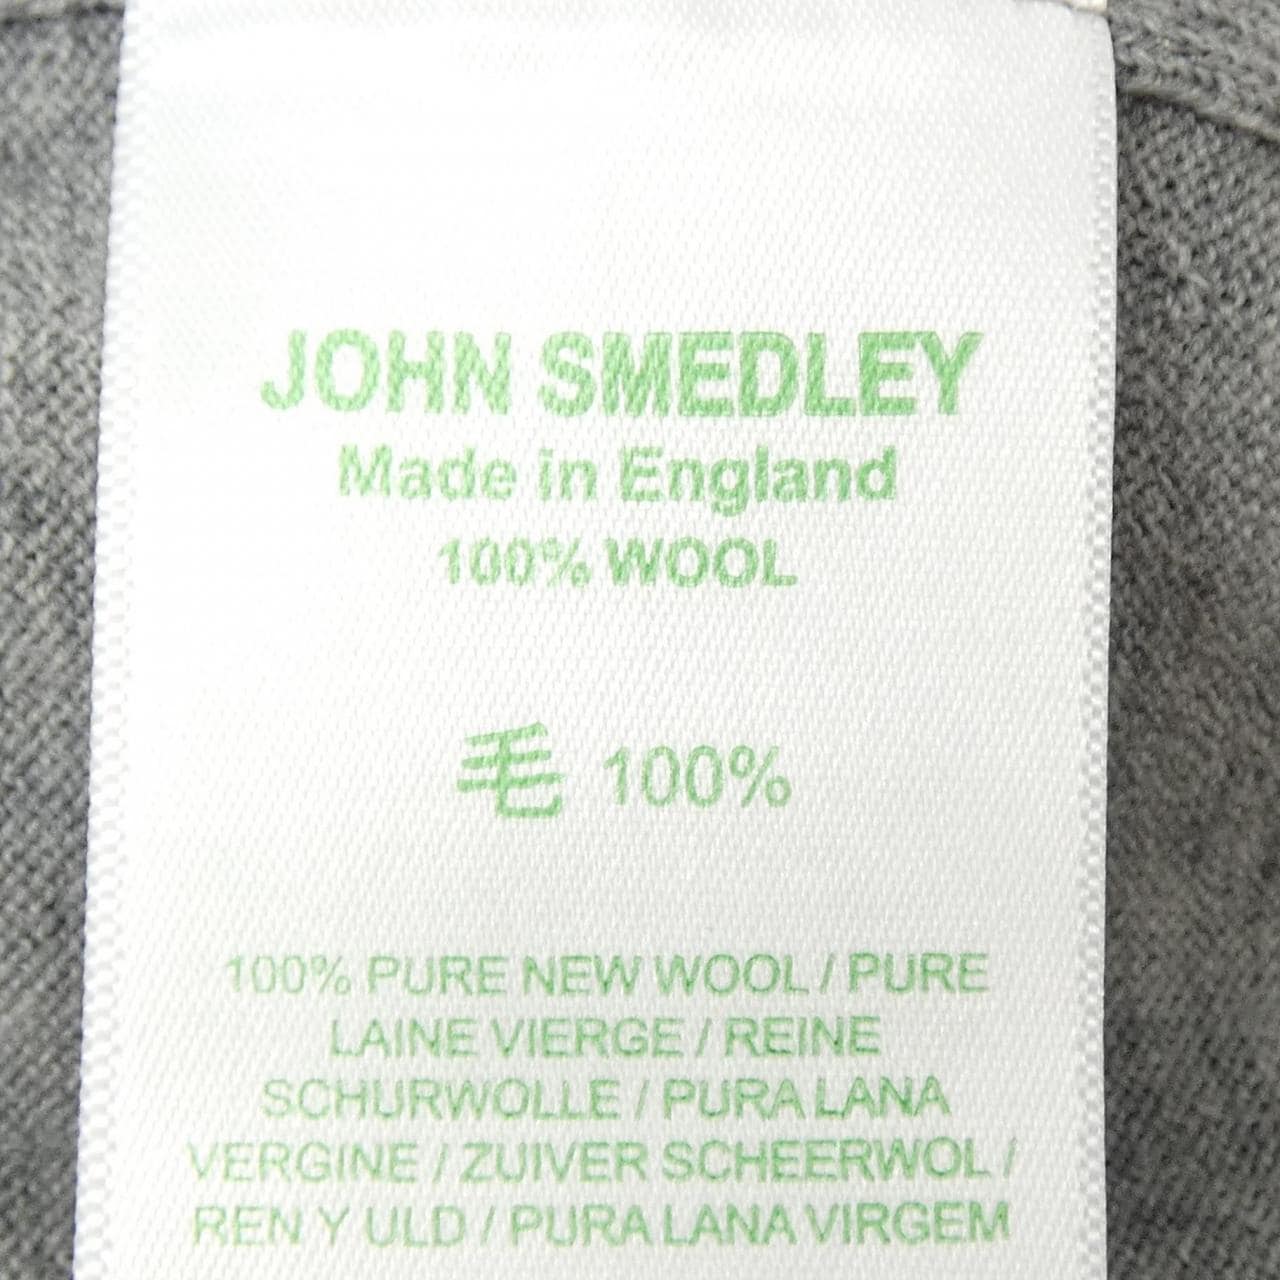 JOHN SMEDLEY
Made in England
100% WOOL
毛 100%
100% PURE NEW WOOL / PURE
LAINE VIERGE / REINE
SCHURWOLLE / PURA LANA
VERGINE / ZUIVER SCHEERWOL /
REN Y ULD / PURA LANA VIRGEM